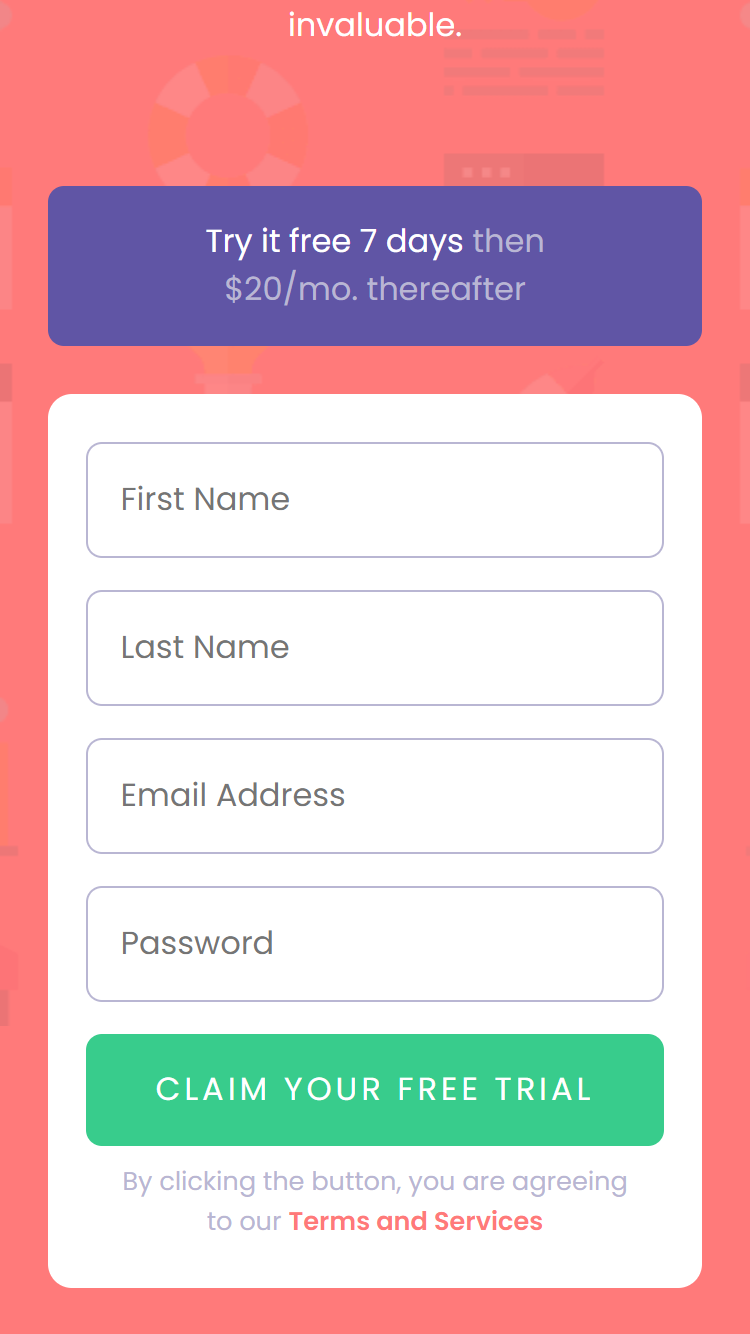 invaluable.
Try it free 7 days then
$20/mo. thereafter
First Name
Last Name
Email Address
Password
CLAIM YOUR FREE TRIAL
By clicking the button, you are agreeing
to our Terms and Services